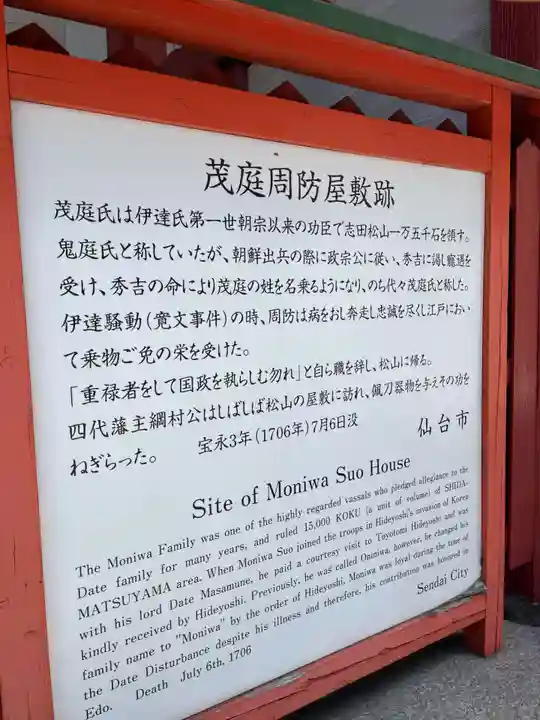 茂庭周防屋敷跡
茂庭氏は伊達氏第一世朝宗以来の功臣で志田松山一万五千石を領す。
鬼庭氏と称していたが、朝鮮出兵の際に政宗公に従い、秀吉に謁し寵遇を
受け、秀吉の命により茂庭の姓を名乗るようになり、のち代々茂庭氏と称した。
伊達騒動(寛文事件)の時、周防は病をおし奔走し忠誠を尽くし江戸におい
て乗物ご免の栄を受けた。
「重禄者をして国政を執らしむ勿れ」と自ら職を辞し、松山に帰る。
四代藩主綱村公はしばしば松山の屋敷に訪れ、佩刀器物を与えその功を
ねぎらった。 宝永3年(1706年)7月6日没 仙台市
Site of Moniwa Suo House
The Moniwa Family was one of the highly regarded vassals who pledged allegiance to the
Date family for many years, and ruled 15,000 KOKU (a unit of volume) of SHIDA-
MATSUYAMA area. When Moniwa Suo joined the troops in Hideyoshi's invasion of Korea
with his lord Date Masamune, he paid a courtesy visit to Toyotomi Hideyoshi and was
kindly received by Hideyoshi. Previously, he was called Oniniwa, however, he changed his
family name to "Moniwa" by the order of Hideyoshi. Moniwa was loyal during the time of
the Date Disturbance despite his illness and therefore, his contribution was honored in
Edo. Death July 6th, 1706 Sendai City